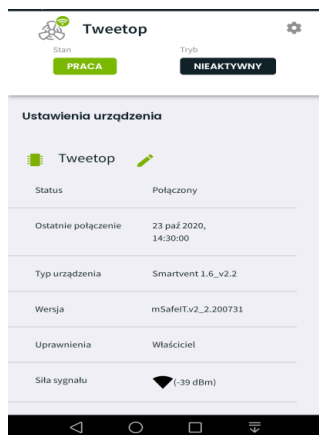 Tweetop
Stan
Tryb
PRACA
NIEAKTYWNY
Ustawienia urządzenia
Tweetop
Status
Połączony
Ostatnie połączenie
23 paź 2020,
14:30:00
Typ urządzenia
Smartvent 1.6_v2.2
Wersja
mSafeIT.v2_2.200731
Uprawnienia
Właściciel
Siła sygnału
(-39 dBm)